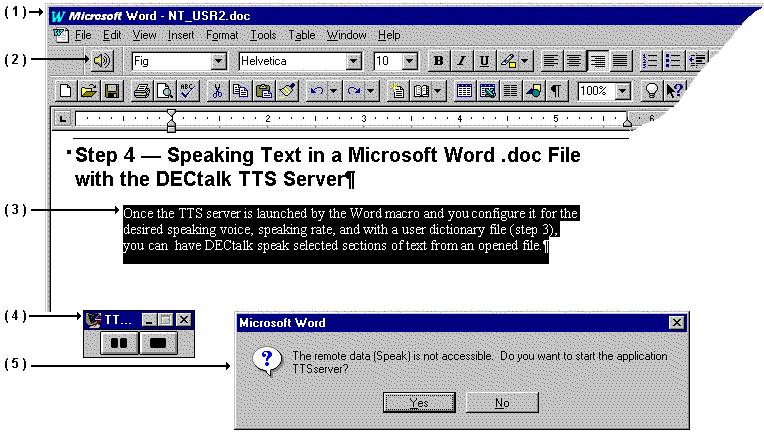 (1)
Microsoft Word - NT_USR2.doc
File Edit View Insert Format Tools Table Window Help
(2)
Fig Helvetica 10 B I U
ABC ¶ 100% ?
L 1 2 3 4 5 6
Step 4 — Speaking Text in a Microsoft Word .doc File
with the DECtalk TTS Server¶
(3)
Once the TTS server is launched by the Word macro and you configure it for the
desired speaking voice, speaking rate, and with a user dictionary file (step 3),
you can have DECtalk speak selected sections of text from an opened file.¶
(4)
TT...
(5)
Microsoft Word
The remote data (Speak) is not accessible. Do you want to start the application
TTSserver?
Yes No